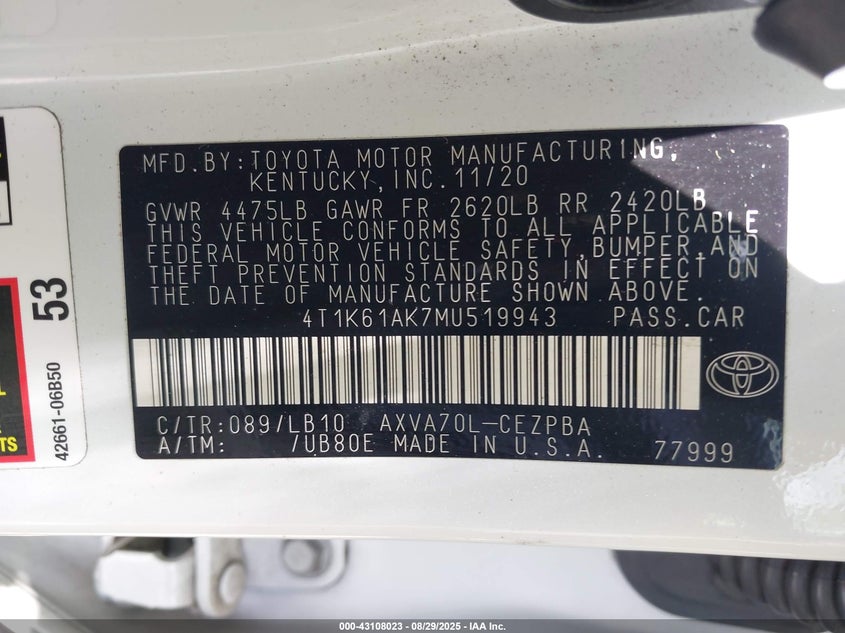 MFD.BY:TOYOTA MOTOR MANUFACTURING,
KENTUCKY,INC.11/20
GVWR 4475LB GAWR FR 2620LB RR 2420LB
THIS VEHICLE CONFORMS TO ALL APPLICABLE
FEDERAL MOTOR VEHICLE SAFETY,BUMPER,AND
THEFT PREVENTION STANDARDS IN EFFECT ON
THE DATE OF MANUFACTURE SHOWN ABOVE.
4T1K61AK7MU519943 PASS.CAR
C/TR:089/LB10 AXVA70L-CEZPBA
A/TM: /UB80E MADE IN U.S.A. 77999
53
42661-06B50
000-43108023 - 08/29/2025 - IAA Inc.